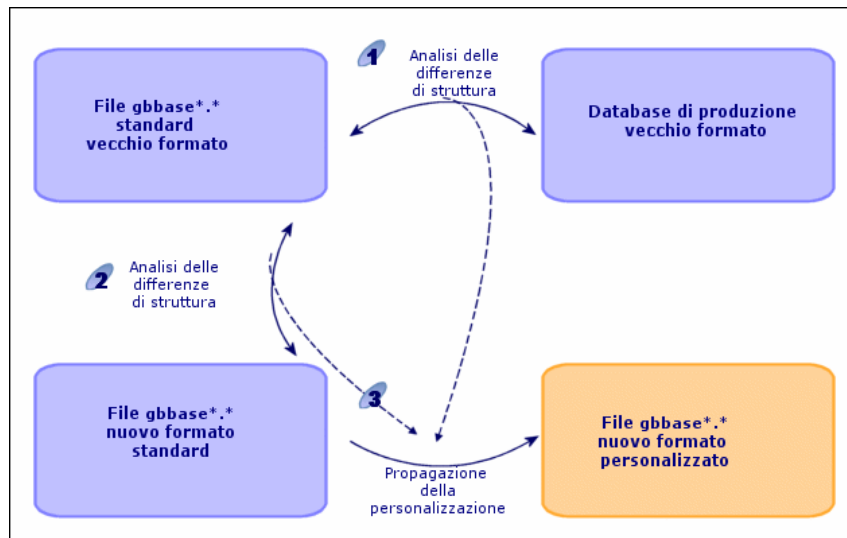 1
Analisi delle
differenze
di struttura
File gbbase*.*
standard
vecchio formato
Database di produzione
vecchio formato
2
Analisi delle
differenze
di struttura
3
File gbbase*.*
nuovo formato
standard
File gbbase*.*
nuovo formato
personalizzato
Propagazione
della
personalizzazione